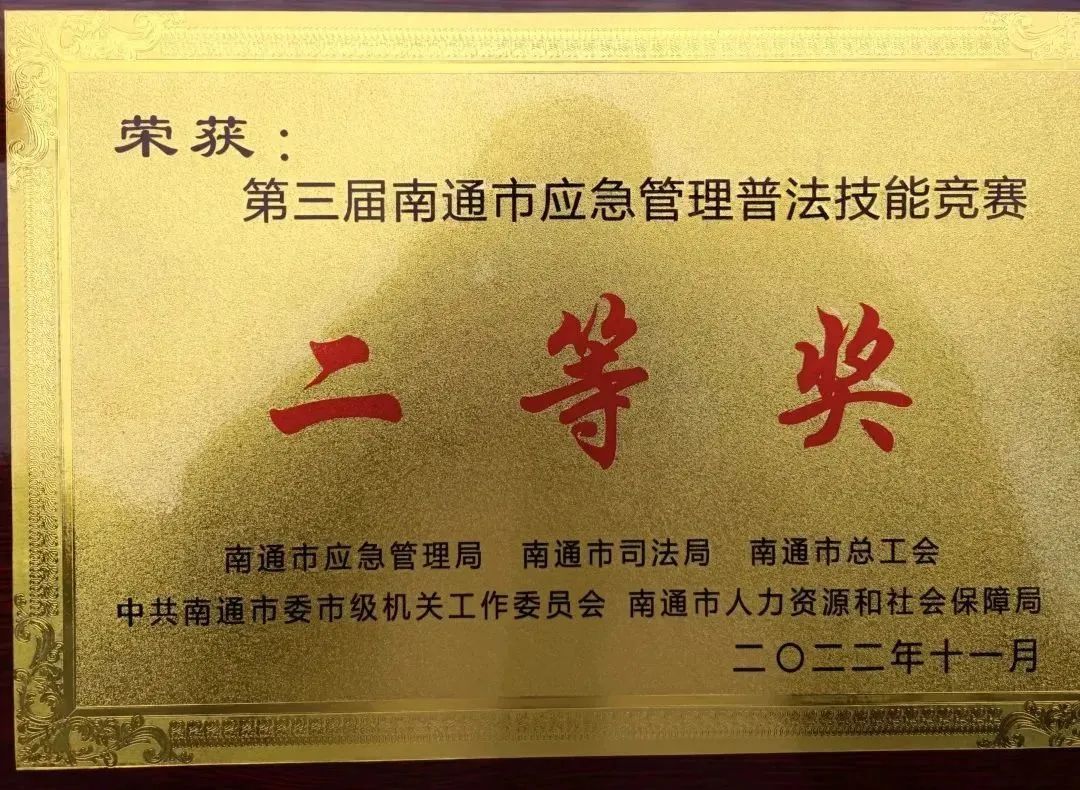 荣获：
第三届南通市应急管理普法技能竞赛
二等奖
南通市应急管理局 南通市司法局 南通市总工会
中共南通市委市级机关工作委员会 南通市人力资源和社会保障局
二〇二二年十一月